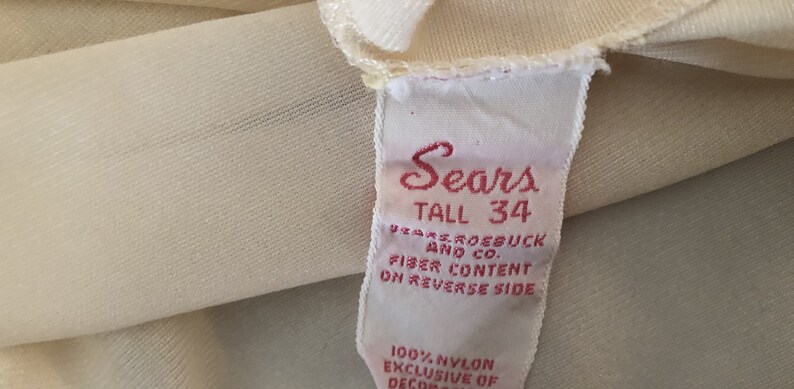 Sears
TALL 34
SEARS, ROEBUCK
AND CO.
FIBER CONTENT
ON REVERSE SIDE
100% NYLON
EXCLUSIVE OF